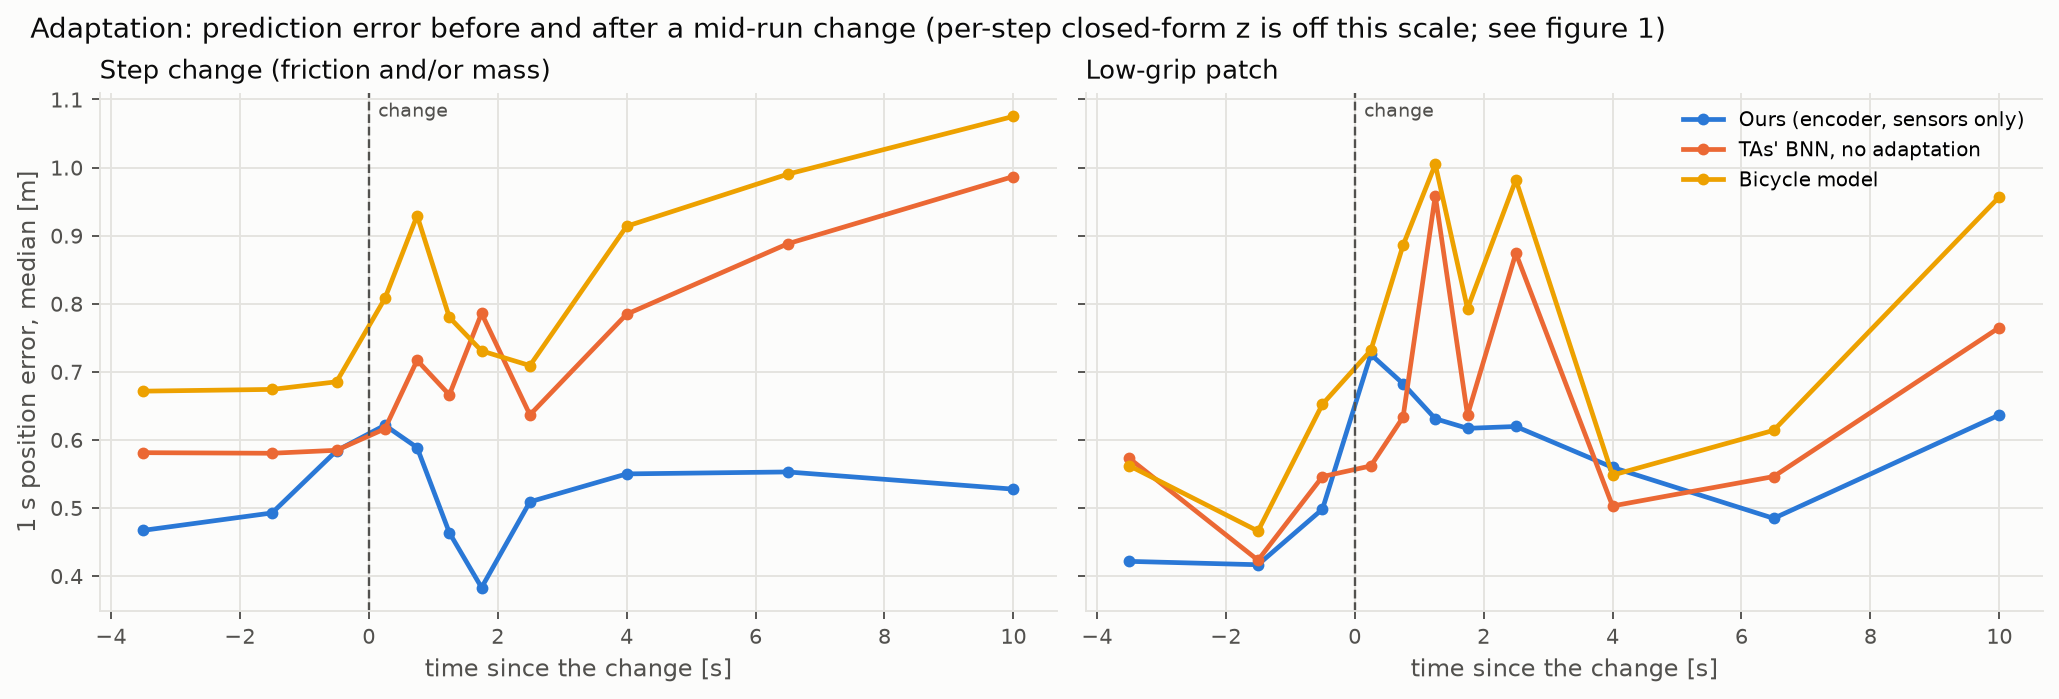 Adaptation: prediction error before and after a mid-run change (per-step closed-form z is off this scale; see figure 1)
Step change (friction and/or mass)
change
1 s position error, median [m]
1.1
1.0
0.9
0.8
0.7
0.6
0.5
0.4
−4 −2 0 2 4 6 8 10
time since the change [s]
Low-grip patch
change
Ours (encoder, sensors only)
TAs' BNN, no adaptation
Bicycle model
−4 −2 0 2 4 6 8 10
time since the change [s]